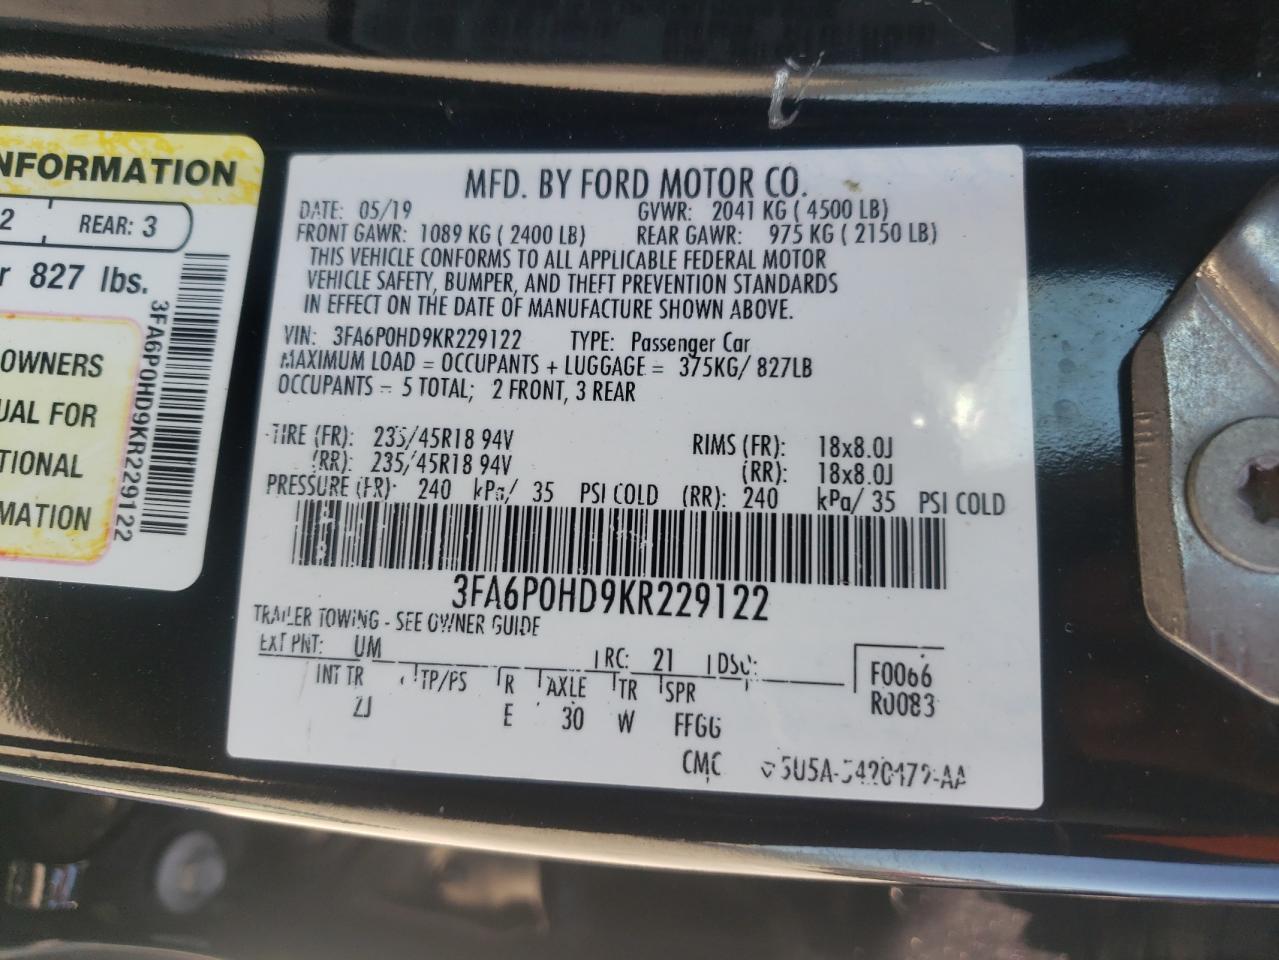 NFORMATION
2 REAR: 3
r 827 lbs.
OWNERS
UAL FOR
TIONAL
MATION
3FA6P0HD9KR229122
MFD. BY FORD MOTOR CO.
DATE: 05/19 GVWR: 2041 KG ( 4500 LB)
FRONT GAWR: 1089 KG ( 2400 LB) REAR GAWR: 975 KG ( 2150 LB)
THIS VEHICLE CONFORMS TO ALL APPLICABLE FEDERAL MOTOR
VEHICLE SAFETY, BUMPER, AND THEFT PREVENTION STANDARDS
IN EFFECT ON THE DATE OF MANUFACTURE SHOWN ABOVE.
VIN: 3FA6P0HD9KR229122 TYPE: Passenger Car
MAXIMUM LOAD = OCCUPANTS + LUGGAGE = 375KG/ 827LB
OCCUPANTS = 5 TOTAL; 2 FRONT, 3 REAR
TIRE (FR): 235/45R18 94V RIMS (FR): 18x8.0J
(RR): 235/45R18 94V (RR): 18x8.0J
PRESSURE (FR): 240 kPa/ 35 PSI COLD (RR): 240 kPa/ 35 PSI COLD
3FA6P0HD9KR229122
TRAILER TOWING - SEE OWNER GUIDE
EXT PNT: UM RC: 21 DSO: F0066
INT TR TP/PS R AXLE TR SPR R0083
E 30 W FFGG
CMC